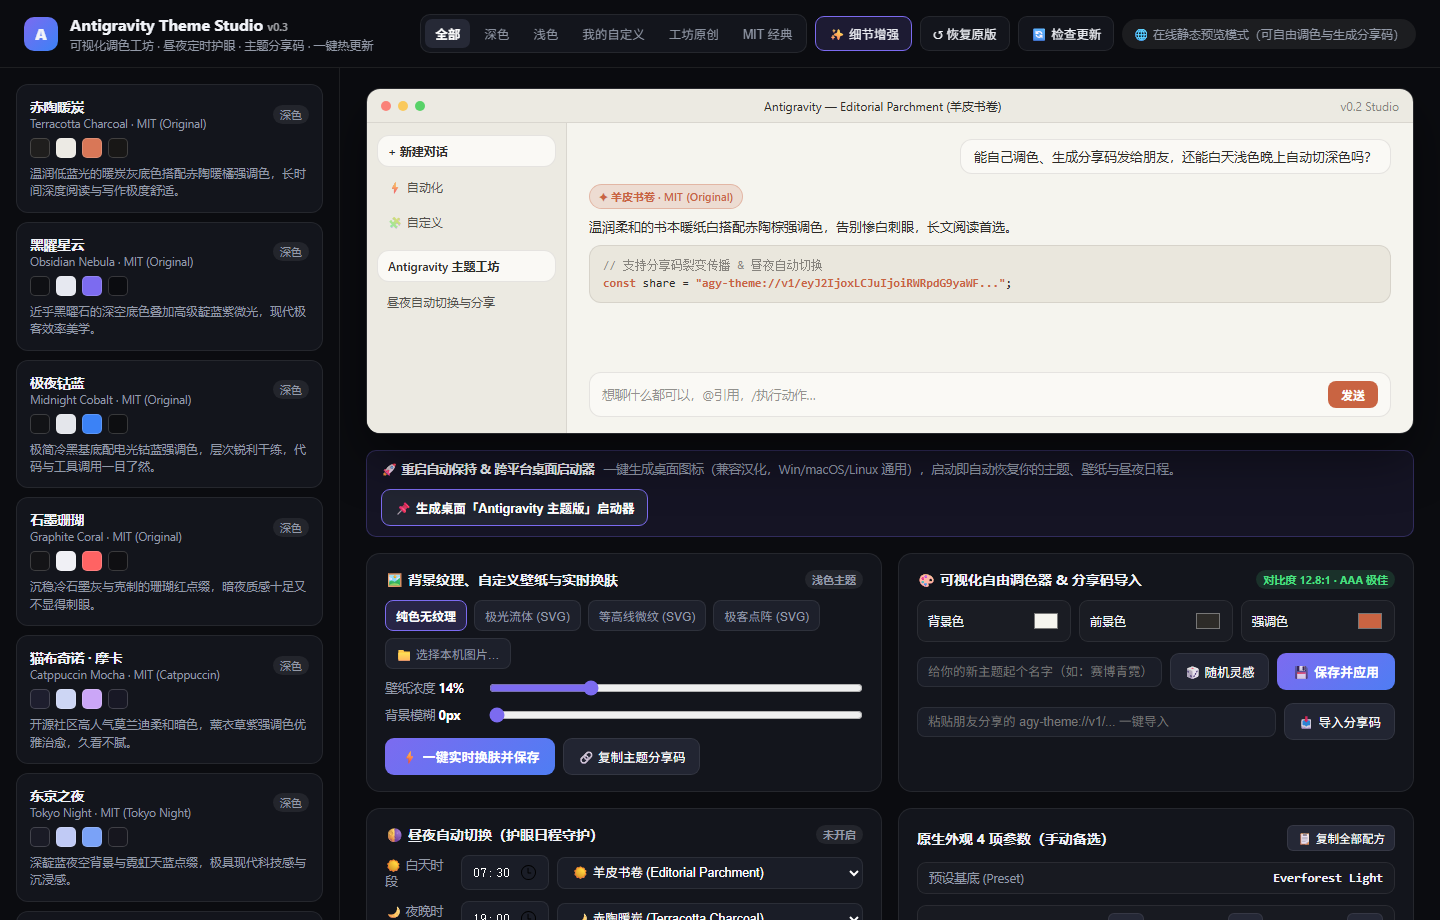 A
Antigravity Theme Studio v0.3
可视化调色工坊 · 昼夜定时护眼 · 主题分享码 · 一键热更新
全部
深色
浅色
我的自定义
工坊原创
MIT 经典
✨ 细节增强
↺ 恢复原版
🔄 检查更新
🌐 在线静态预览模式（可自由调色与生成分享码）
赤陶暖炭
深色
Terracotta Charcoal · MIT (Original)
温润低蓝光的暖炭灰底色搭配赤陶暖橘强调色，长时
间深度阅读与写作极度舒适。
黑曜星云
深色
Obsidian Nebula · MIT (Original)
近乎黑曜石的深空底色叠加高级靛蓝紫微光，现代极
客效率美学。
极夜钴蓝
深色
Midnight Cobalt · MIT (Original)
极简冷黑基底配电光钴蓝强调色，层次锐利干练，代
码与工具调用一目了然。
石墨珊瑚
深色
Graphite Coral · MIT (Original)
沉稳冷石墨灰与克制的珊瑚红点缀，暗夜质感十足又
不显得刺眼。
猫布奇诺 · 摩卡
深色
Catppuccin Mocha · MIT (Catppuccin)
开源社区高人气莫兰迪柔和暗色，薰衣草紫强调色优
雅治愈，久看不腻。
东京之夜
深色
Tokyo Night · MIT (Tokyo Night)
深靛蓝夜空背景与霓虹天蓝点缀，极具现代科技感与
沉浸感。
Antigravity — Editorial Parchment (羊皮书卷)
v0.2 Studio
+ 新建对话
⚡ 自动化
🧩 自定义
Antigravity 主题工坊
昼夜自动切换与分享
能自己调色、生成分享码发给朋友，还能白天浅色晚上自动切深色吗？
✦ 羊皮书卷 · MIT (Original)
温润柔和的书本暖纸白搭配赤陶棕强调色，告别惨白刺眼，长文阅读首选。
// 支持分享码裂变传播 & 昼夜自动切换
const share = "agy-theme://v1/eyJ2IjoxLCJuIjoiRWRpdG9yaWF...";
想聊什么都可以，@引用，/执行动作...
发送
🚀 重启自动保持 & 跨平台桌面启动器 一键生成桌面图标（兼容汉化，Win/macOS/Linux 通用），启动即自动恢复你的主题、壁纸与昼夜日程。
📌 生成桌面「Antigravity 主题版」启动器
🖼️ 背景纹理、自定义壁纸与实时换肤
浅色主题
纯色无纹理
极光流体 (SVG)
等高线微纹 (SVG)
极客点阵 (SVG)
📁 选择本机图片...
壁纸浓度 14%
背景模糊 0px
⚡ 一键实时换肤并保存
🔗 复制主题分享码
🎨 可视化自由调色器 & 分享码导入
对比度 12.8:1 · AAA 极佳
背景色
前景色
强调色
给你的新主题起个名字（如：赛博青霓）
🎲 随机灵感
💾 保存并应用
粘贴朋友分享的 agy-theme://v1/... 一键导入
📥 导入分享码
🌗 昼夜自动切换（护眼日程守护）
未开启
🌞 白天时
段
07:30
🌞 羊皮书卷 (Editorial Parchment)
🌙 夜晚时
19:00
🌙 赤陶暖炭 (Terracotta Charcoal)
原生外观 4 项参数（手动备选）
📋 复制全部配方
预设基底 (Preset)
Everforest Light